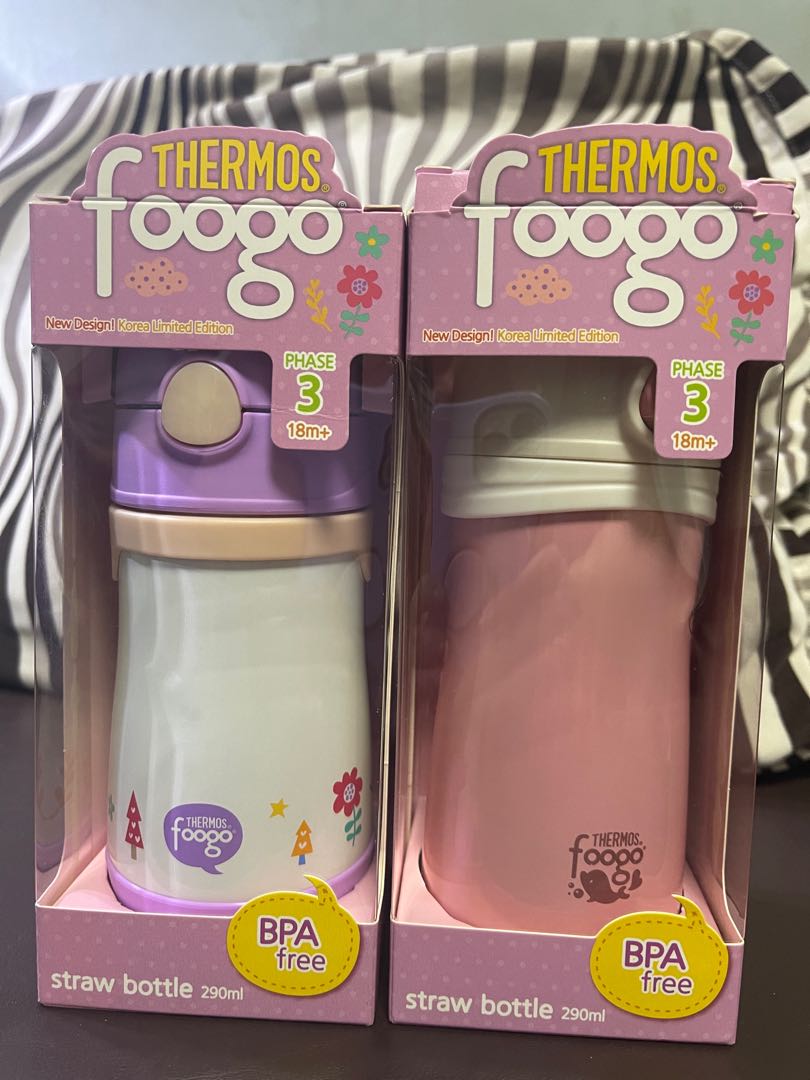 THERMOS®
foogo®
New Design! Korea Limited Edition
PHASE
3
18m+
THERMOS®
foogo®
BPA
free
straw bottle 290ml
THERMOS®
foogo®
New Design! Korea Limited Edition
PHASE
3
18m+
THERMOS®
foogo®
BPA
free
straw bottle 290ml